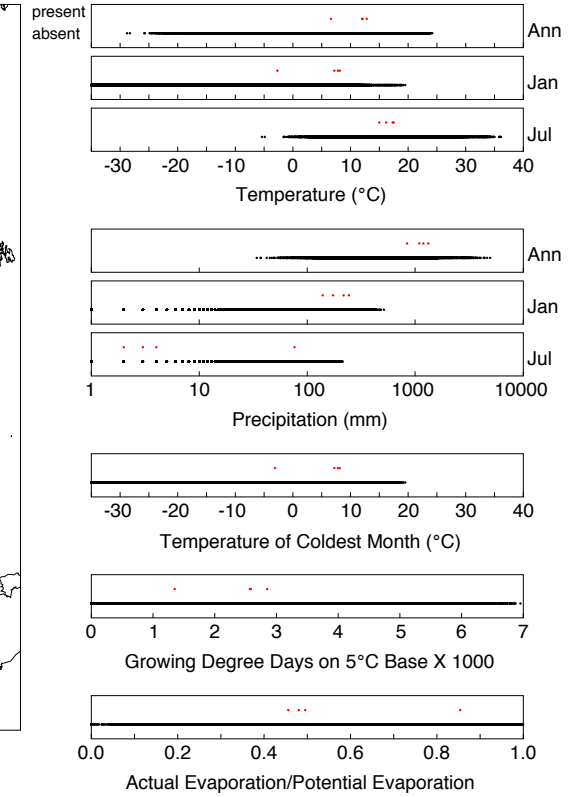 present
absent
Ann
Jan
Jul
-30 -20 -10 0 10 20 30 40
Temperature (°C)
Ann
Jan
Jul
1 10 100 1000 10000
Precipitation (mm)
-30 -20 -10 0 10 20 30 40
Temperature of Coldest Month (°C)
0 1 2 3 4 5 6 7
Growing Degree Days on 5°C Base X 1000
0.0 0.2 0.4 0.6 0.8 1.0
Actual Evaporation/Potential Evaporation